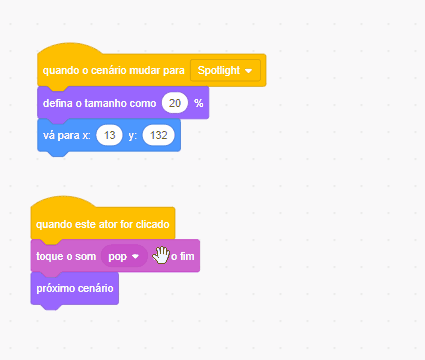 quando o cenário mudar para Spotlight
defina o tamanho como 20 %
vá para x: 13 y: 132
quando este ator for clicado
toque o som pop o fim
próximo cenário